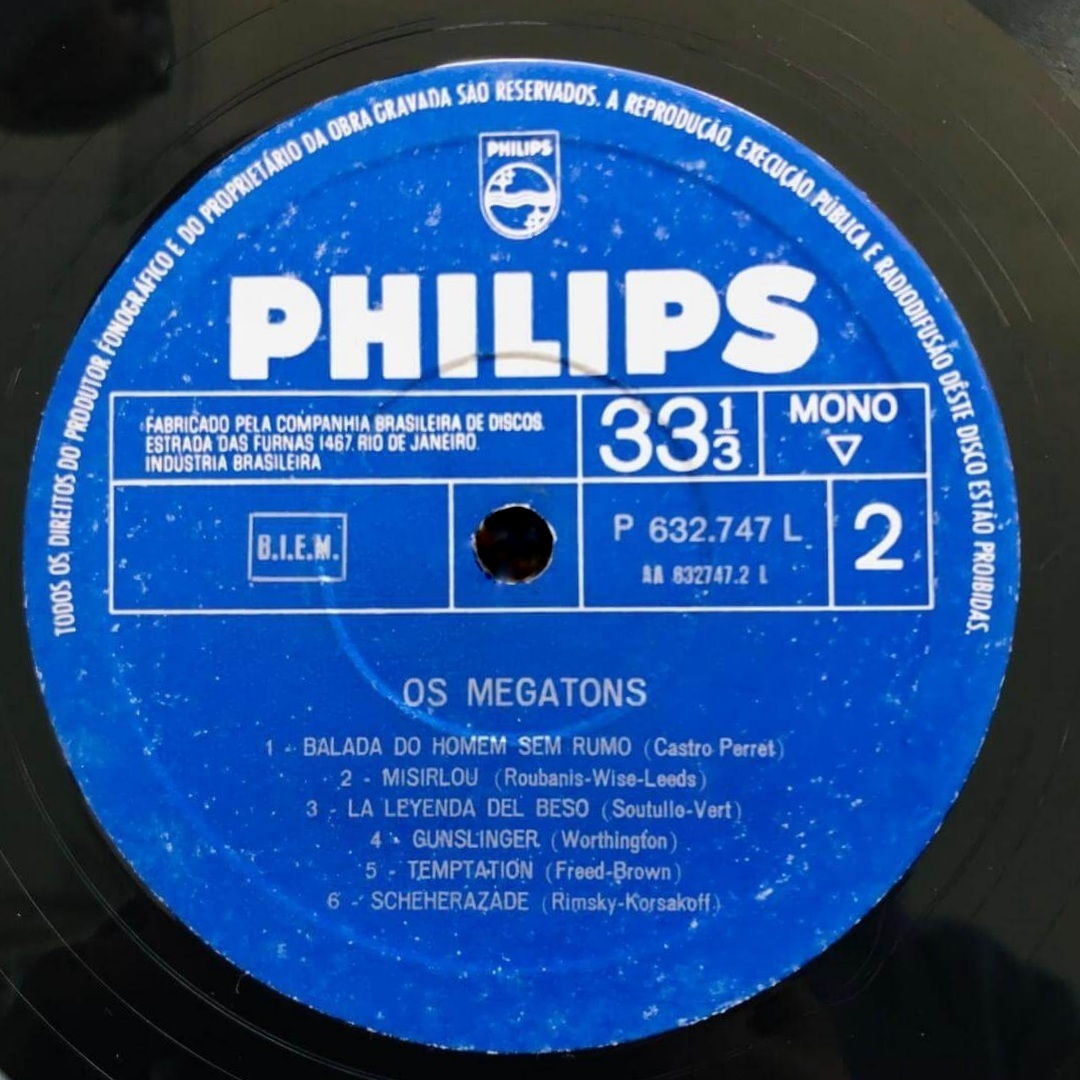 TODOS OS DIREITOS DO PRODUTOR FONOGRÁFICO E DO PROPRIETÁRIO DA OBRA GRAVADA SÃO RESERVADOS. A REPRODUÇÃO, EXECUÇÃO PÚBLICA E RADIODIFUSÃO DÊSTE DISCO ESTÃO PROIBIDAS.
PHILIPS
PHILIPS
FABRICADO PELA COMPANHIA BRASILEIRA DE DISCOS.
ESTRADA DAS FURNAS 1467. RIO DE JANEIRO.
INDÚSTRIA BRASILEIRA
33 1/3
MONO
B.I.E.M.
P 632.747 L
AA 632747.2 L
2
OS MEGATONS
1 - BALADA DO HOMEM SEM RUMO (Castro Perret)
2 - MISIRLOU (Roubanis-Wise-Leeds)
3 - LA LEYENDA DEL BESO (Soutullo-Vert)
4 - GUNSLINGER (Worthington)
5 - TEMPTATION (Freed-Brown)
6 - SCHEHERAZADE (Rimsky-Korsakoff)